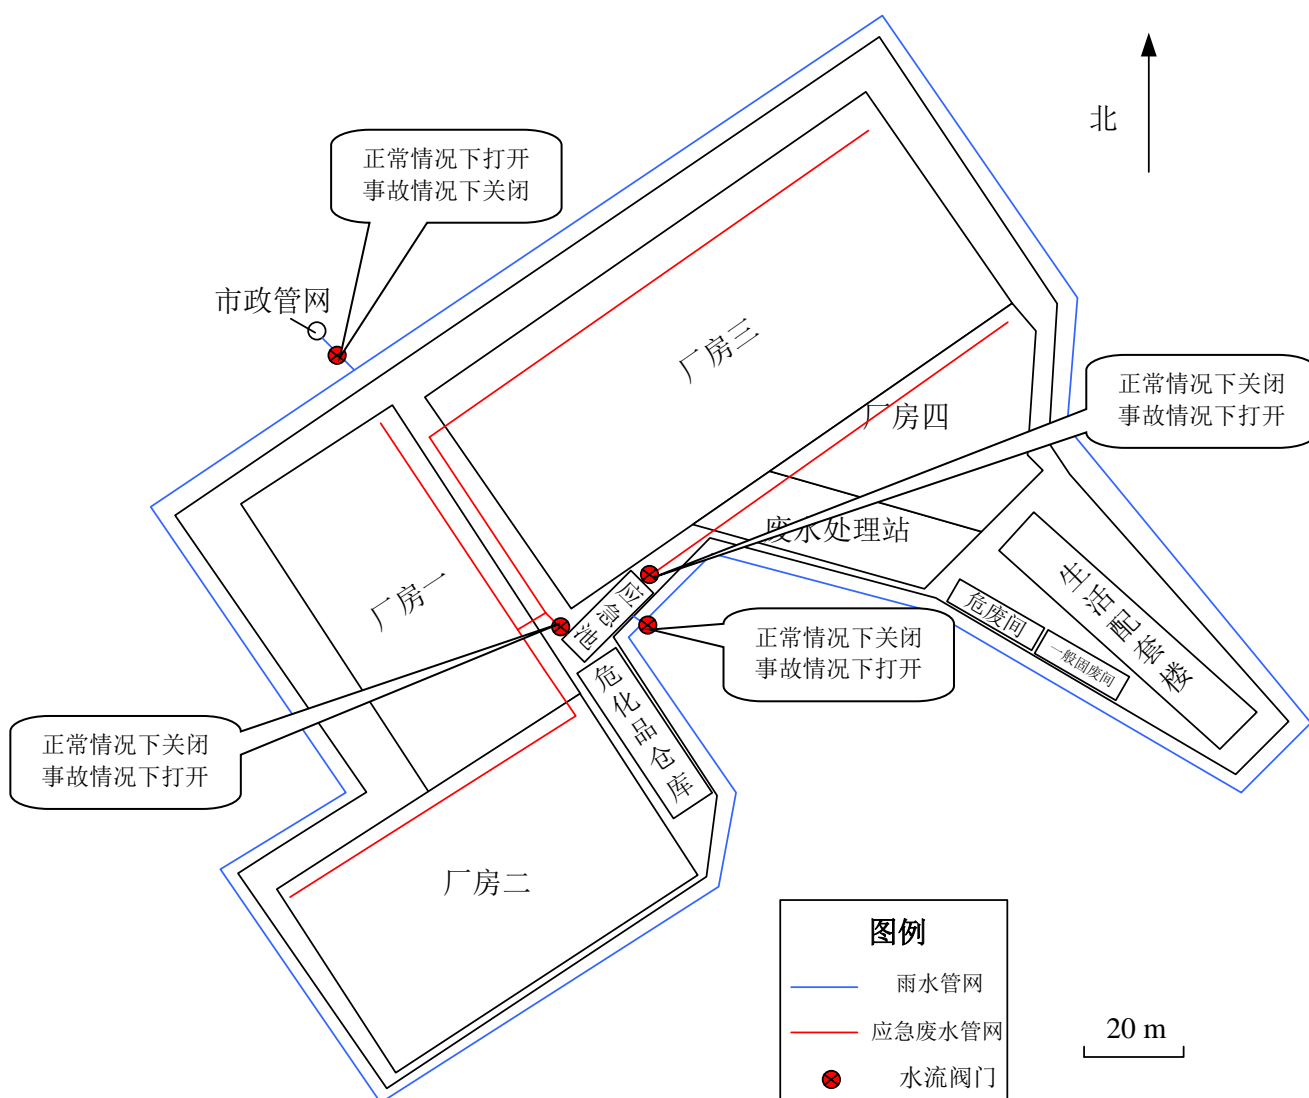 北
正常情况下打开
事故情况下关闭
市政管网
厂房三
正常情况下关闭
事故情况下打开
厂房四
废水处理站
厂房一
应急池
生活配套楼
危废间
一般固废间
正常情况下关闭
事故情况下打开
危化品仓库
正常情况下关闭
事故情况下打开
厂房二
图例
雨水管网
应急废水管网
水流阀门
20 m